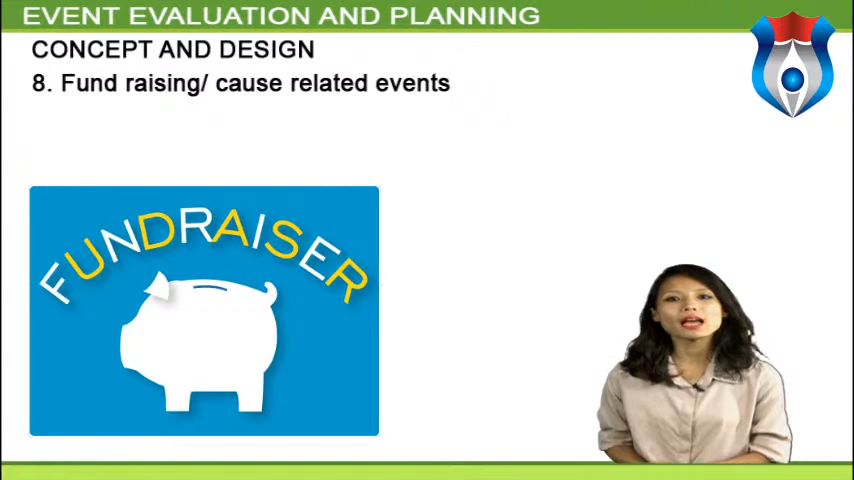 EVENT EVALUATION AND PLANNING
CONCEPT AND DESIGN
8. Fund raising/ cause related events
FUNDRAISER